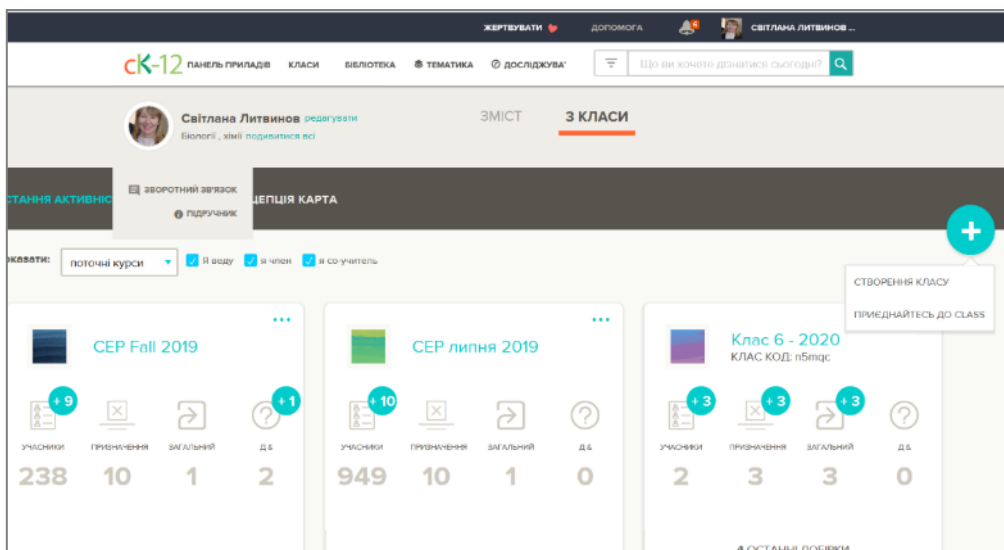 ЖЕРТВУВАТИ ДОПОМОГА 6 СВІТЛАНА ЛИТВИНОВ ...
cK-12 ПАНЕЛЬ ПРИЛАДІВ КЛАСИ БІБЛІОТЕКА ТЕМАТИКА ДОСЛІДЖУВА' Що ви хочете дізнатися сьогодні?
Світлана Литвинов редагувати
Біології , хімії подивитися всі
ЗМІСТ З КЛАСИ
СТАННЯ АКТИВНІС ЦЕПЦІЯ КАРТА
ЗВОРОТНИЙ ЗВ'ЯЗОК
ПІДРУЧНИК
оказати: поточні курси Я веду я член я со-учитель
СТВОРЕННЯ КЛАСУ
ПРИЄДНАЙТЕСЬ ДО CLASS
СЕР Fall 2019
+ 9 + 1
УЧАСНИКИ ПРИЗНАЧЕННЯ ЗАГАЛЬНИЙ Д &
238 10 1 2
СЕР липня 2019
+ 10
УЧАСНИКИ ПРИЗНАЧЕННЯ ЗАГАЛЬНИЙ Д &
949 10 1 0
Клас 6 - 2020
КЛАС КОД: n5mqc
+ 3 + 3 + 3
УЧАСНИКИ ПРИЗНАЧЕННЯ ЗАГАЛЬНИЙ Д &
2 3 3 0